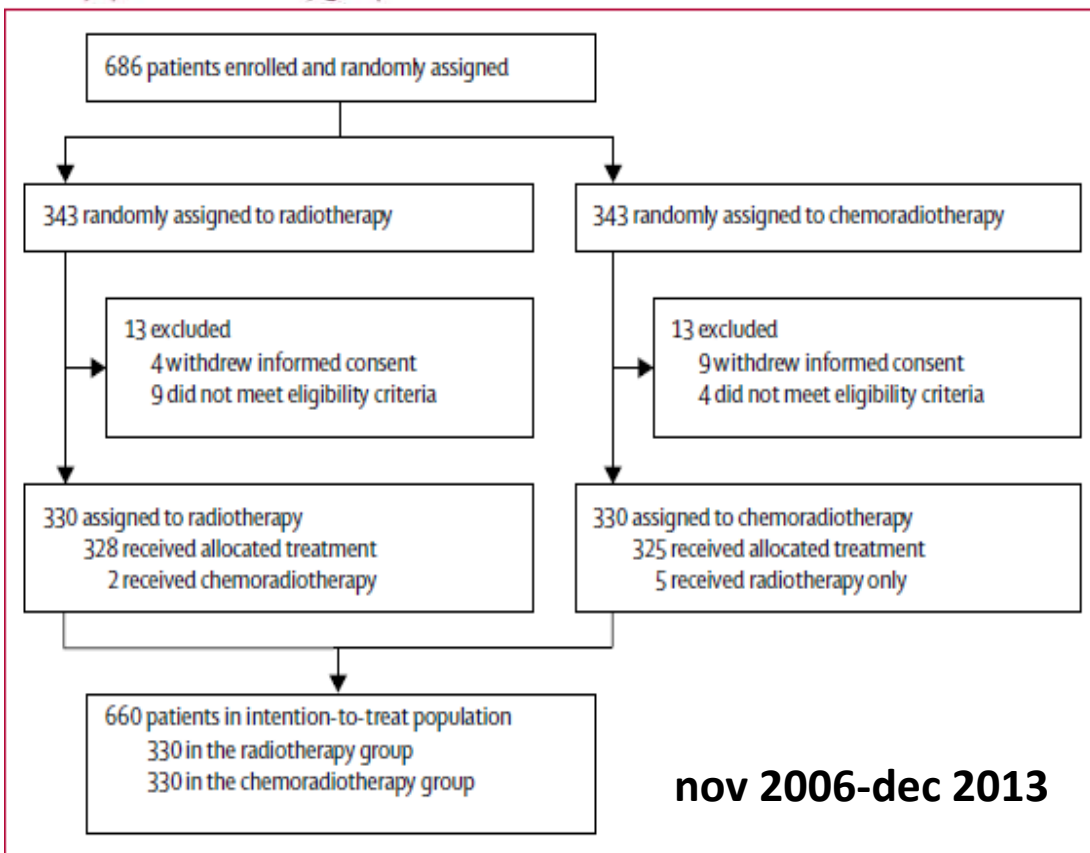 686 patients enrolled and randomly assigned
343 randomly assigned to radiotherapy
343 randomly assigned to chemoradiotherapy
13 excluded
4 withdrew informed consent
9 did not meet eligibility criteria
13 excluded
9 withdrew informed consent
4 did not meet eligibility criteria
330 assigned to radiotherapy
328 received allocated treatment
2 received chemoradiotherapy
330 assigned to chemoradiotherapy
325 received allocated treatment
5 received radiotherapy only
660 patients in intention-to-treat population
330 in the radiotherapy group
330 in the chemoradiotherapy group
nov 2006-dec 2013